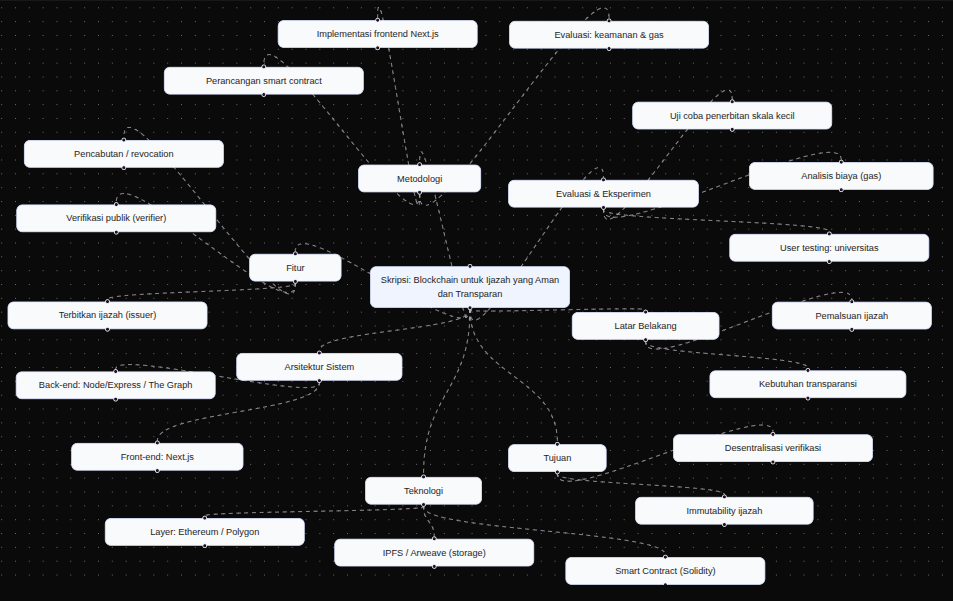 Implementasi frontend Next.js
Evaluasi: keamanan & gas
Perancangan smart contract
Uji coba penerbitan skala kecil
Pencabutan / revocation
Metodologi
Analisis biaya (gas)
Evaluasi & Eksperimen
Verifikasi publik (verifier)
User testing: universitas
Fitur
Skripsi: Blockchain untuk Ijazah yang Aman
dan Transparan
Terbitkan ijazah (issuer)
Latar Belakang
Pemalsuan ijazah
Arsitektur Sistem
Back-end: Node/Express / The Graph
Kebutuhan transparansi
Front-end: Next.js
Tujuan
Desentralisasi verifikasi
Teknologi
Immutability ijazah
Layer: Ethereum / Polygon
IPFS / Arweave (storage)
Smart Contract (Solidity)